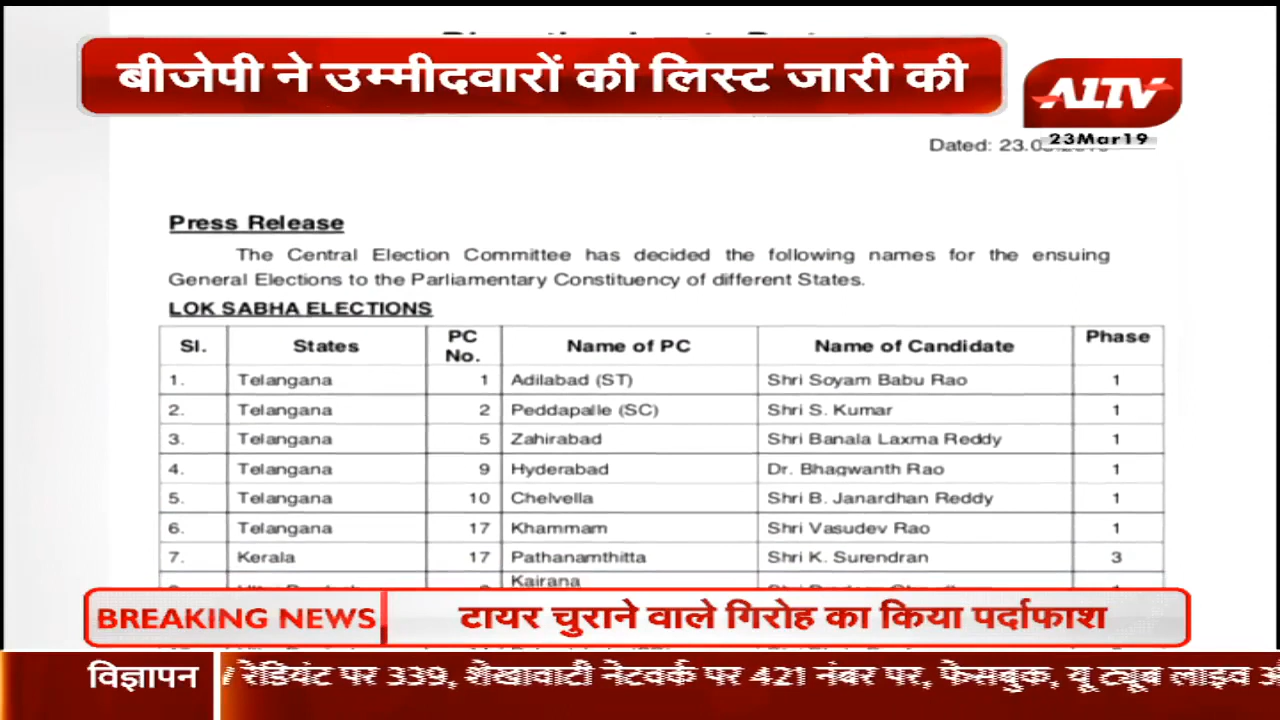 बीजेपी ने उम्मीदवारों की लिस्ट जारी की
ALTV
23Mar19
Dated: 23.0
Press Release
The Central Election Committee has decided the following names for the ensuing
General Elections to the Parliamentary Constituency of different States.
LOK SABHA ELECTIONS
Sl. States PC No. Name of PC Name of Candidate Phase
1. Telangana 1 Adilabad (ST) Shri Soyam Babu Rao 1
2. Telangana 2 Peddapalle (SC) Shri S. Kumar 1
3. Telangana 5 Zahirabad Shri Banala Laxma Reddy 1
4. Telangana 9 Hyderabad Dr. Bhagwanth Rao 1
5. Telangana 10 Chelvella Shri B. Janardhan Reddy 1
6. Telangana 17 Khammam Shri Vasudev Rao 1
7. Kerala 17 Pathanamthitta Shri K. Surendran 3
Kairana
BREAKING NEWS टायर चुराने वाले गिरोह का किया पर्दाफाश
विज्ञापन रेडियंट पर 339, शेखावाटी नेटवर्क पर 421 नंबर पर, फेसबुक, यू ट्यूब लाइव